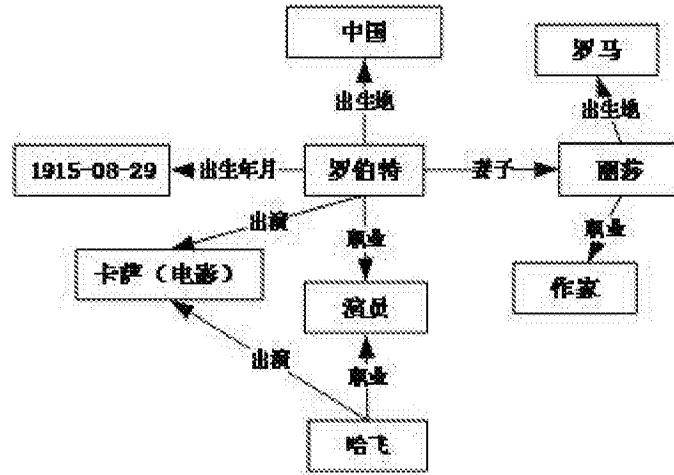 中国
罗马
出生地
出生地
1915-08-29
出生年月
罗伯特
妻子
丽莎
出演
职业
职业
卡萨（电影）
演员
作家
出演
职业
哈飞